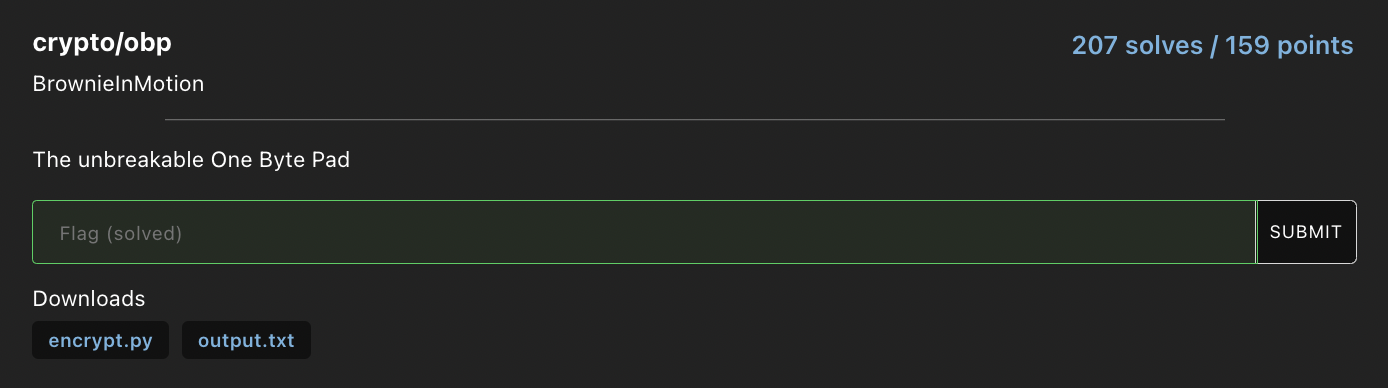 crypto/obp
207 solves / 159 points
BrownieInMotion
The unbreakable One Byte Pad
Flag (solved)
SUBMIT
Downloads
encrypt.py
output.txt